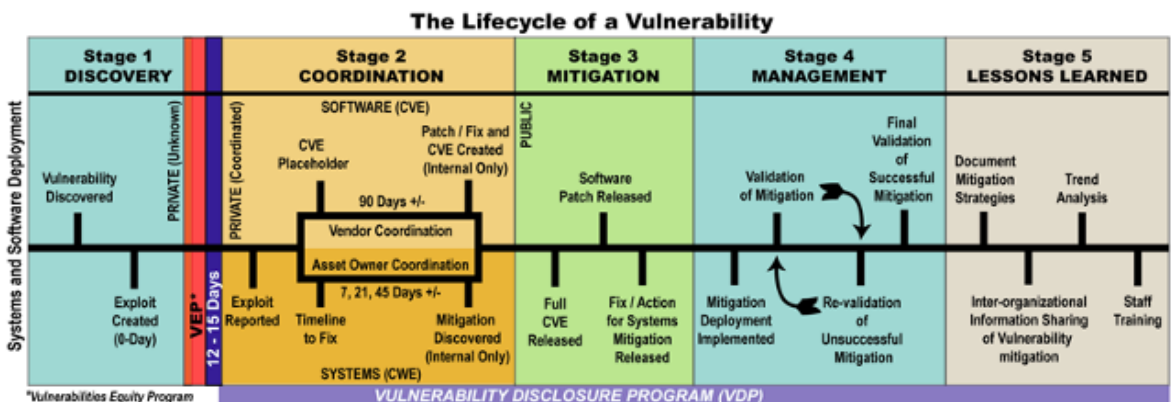 The Lifecycle of a Vulnerability
Systems and Software Deployment
Stage 1
DISCOVERY
Vulnerability
Discovered
Exploit
Created
(0-Day)
PRIVATE (Unknown)
VEP*
12 - 15 Days
Stage 2
COORDINATION
PRIVATE (Coordinated)
SOFTWARE (CVE)
CVE
Placeholder
Patch / Fix and
CVE Created
(Internal Only)
90 Days +/-
Vendor Coordination
Asset Owner Coordination
7, 21, 45 Days +/-
Exploit
Reported
Timeline
to Fix
Mitigation
Discovered
(Internal Only)
SYSTEMS (CWE)
Stage 3
MITIGATION
PUBLIC
Software
Patch Released
Full
CVE
Released
Fix / Action
for Systems
Mitigation
Released
Stage 4
MANAGEMENT
Validation
of Mitigation
Final
Validation
of
Successful
Mitigation
Mitigation
Deployment
Implemented
Re-validation
of
Unsuccessful
Mitigation
Stage 5
LESSONS LEARNED
Document
Mitigation
Strategies
Trend
Analysis
Inter-organizational
Information Sharing
of Vulnerability
mitigation
Staff
Training
*Vulnerabilities Equity Program
VULNERABILITY DISCLOSURE PROGRAM (VDP)